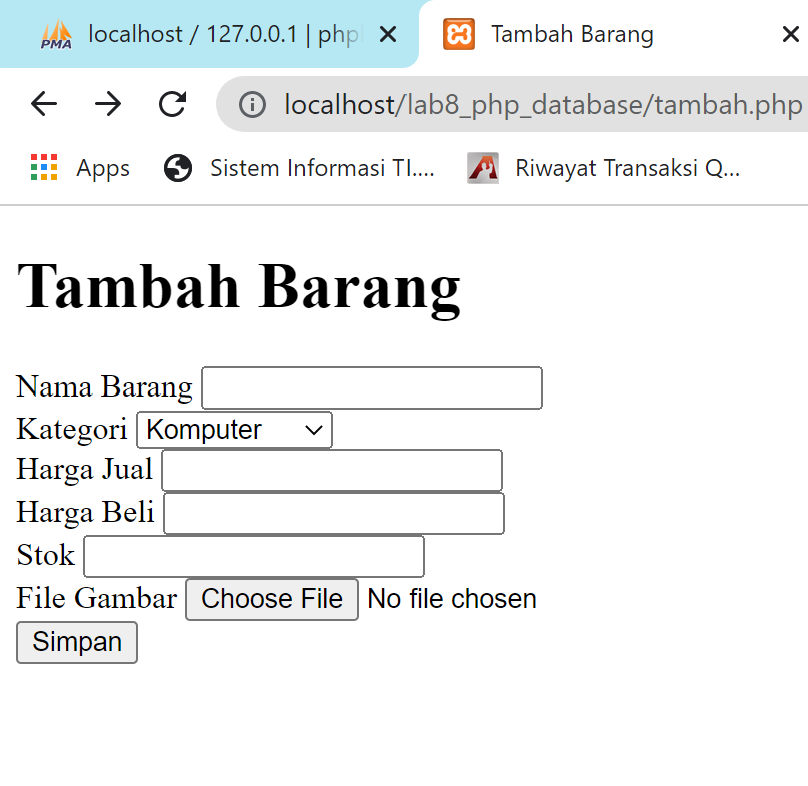 PMA localhost / 127.0.0.1 | php Tambah Barang
localhost/lab8_php_database/tambah.php
Apps Sistem Informasi TI.... Riwayat Transaksi Q...
Tambah Barang
Nama Barang
Kategori Komputer
Harga Jual
Harga Beli
Stok
File Gambar Choose File No file chosen
Simpan